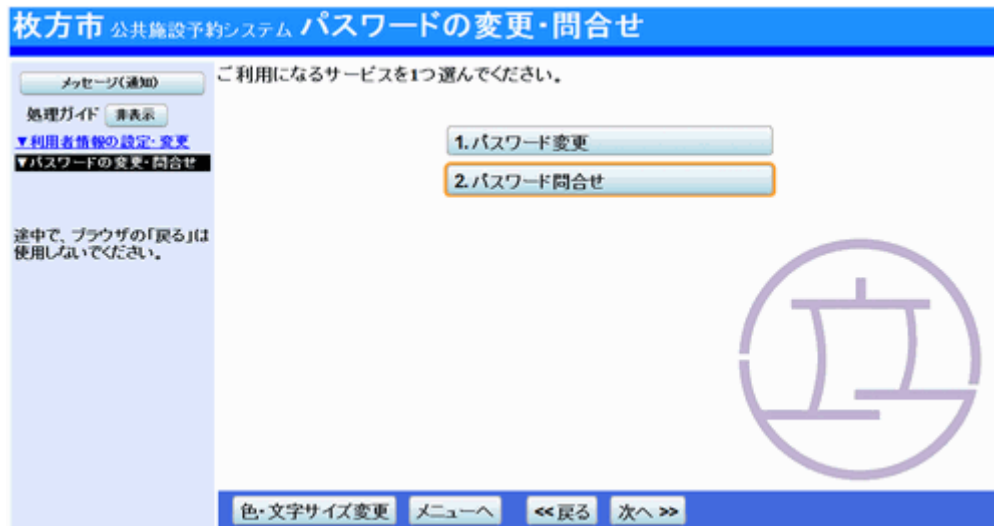 枚方市 公共施設予約システム パスワードの変更・問合せ
メッセージ(通知)
処理ガイド 非表示
▼利用者情報の設定・変更
▼パスワードの変更・問合せ
途中で、ブラウザの「戻る」は
使用しないでください。
ご利用になるサービスを1つ選んでください。
1.パスワード変更
2.パスワード問合せ
色・文字サイズ変更 メニューへ <<戻る 次へ >>